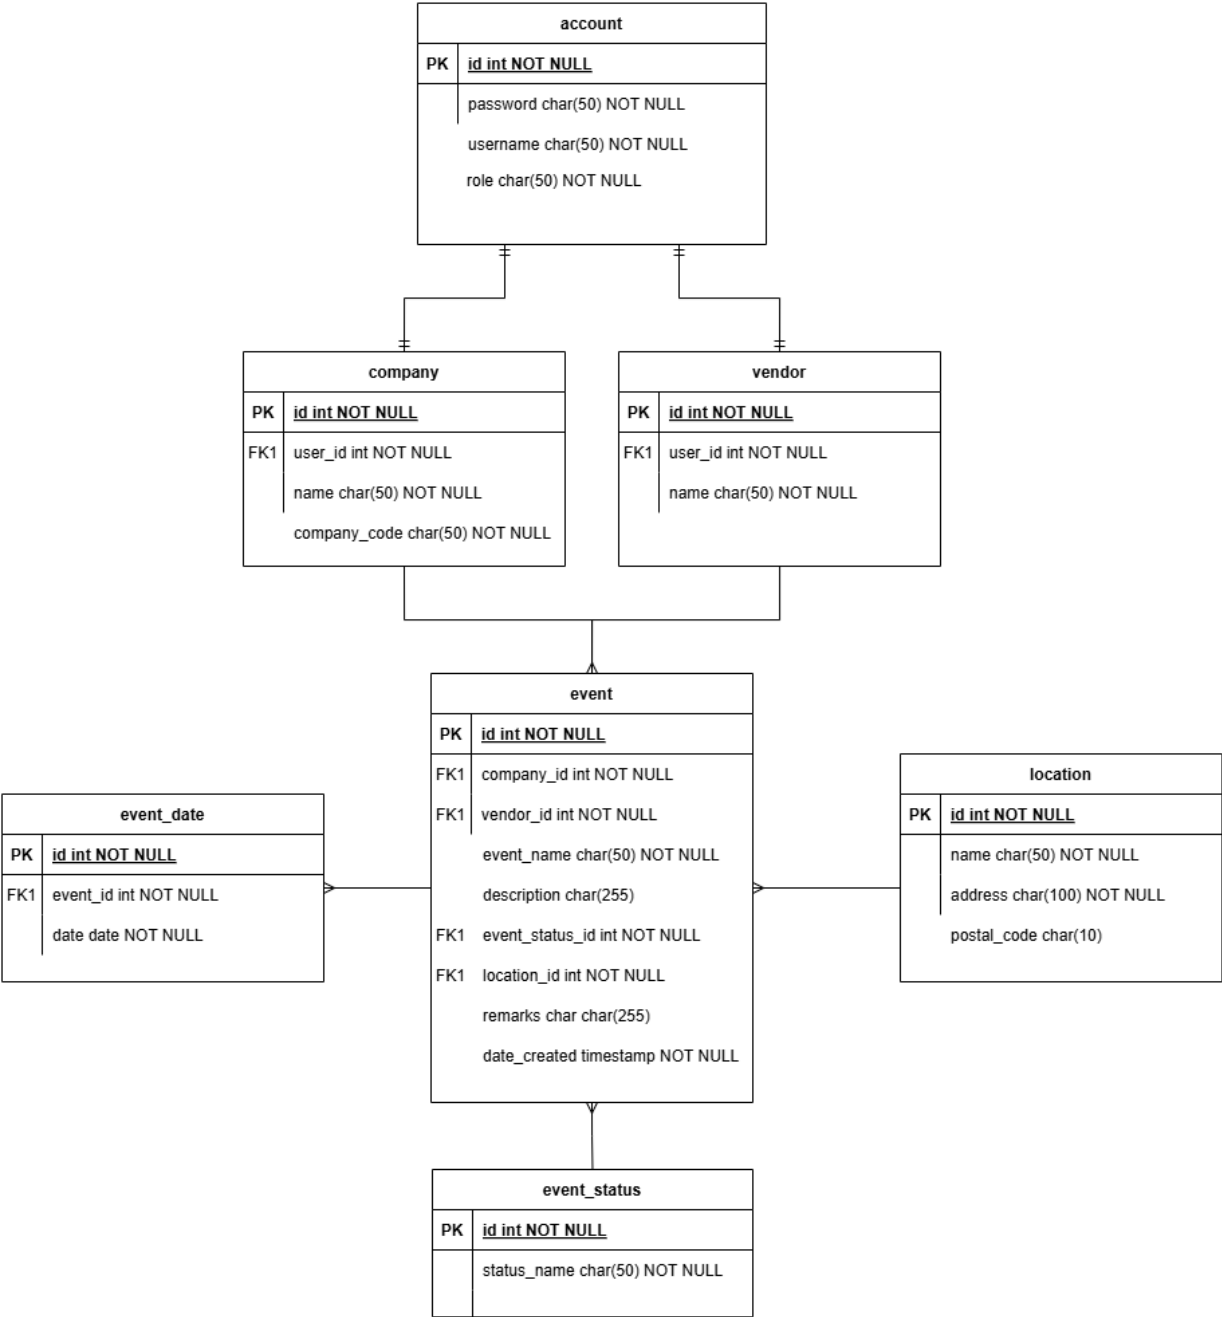 account
PK id int NOT NULL
password char(50) NOT NULL
username char(50) NOT NULL
role char(50) NOT NULL
company
PK id int NOT NULL
FK1 user_id int NOT NULL
name char(50) NOT NULL
company_code char(50) NOT NULL
vendor
PK id int NOT NULL
FK1 user_id int NOT NULL
name char(50) NOT NULL
event
PK id int NOT NULL
FK1 company_id int NOT NULL
FK1 vendor_id int NOT NULL
event_name char(50) NOT NULL
description char(255)
FK1 event_status_id int NOT NULL
FK1 location_id int NOT NULL
remarks char char(255)
date_created timestamp NOT NULL
event_date
PK id int NOT NULL
FK1 event_id int NOT NULL
date date NOT NULL
location
PK id int NOT NULL
name char(50) NOT NULL
address char(100) NOT NULL
postal_code char(10)
event_status
PK id int NOT NULL
status_name char(50) NOT NULL